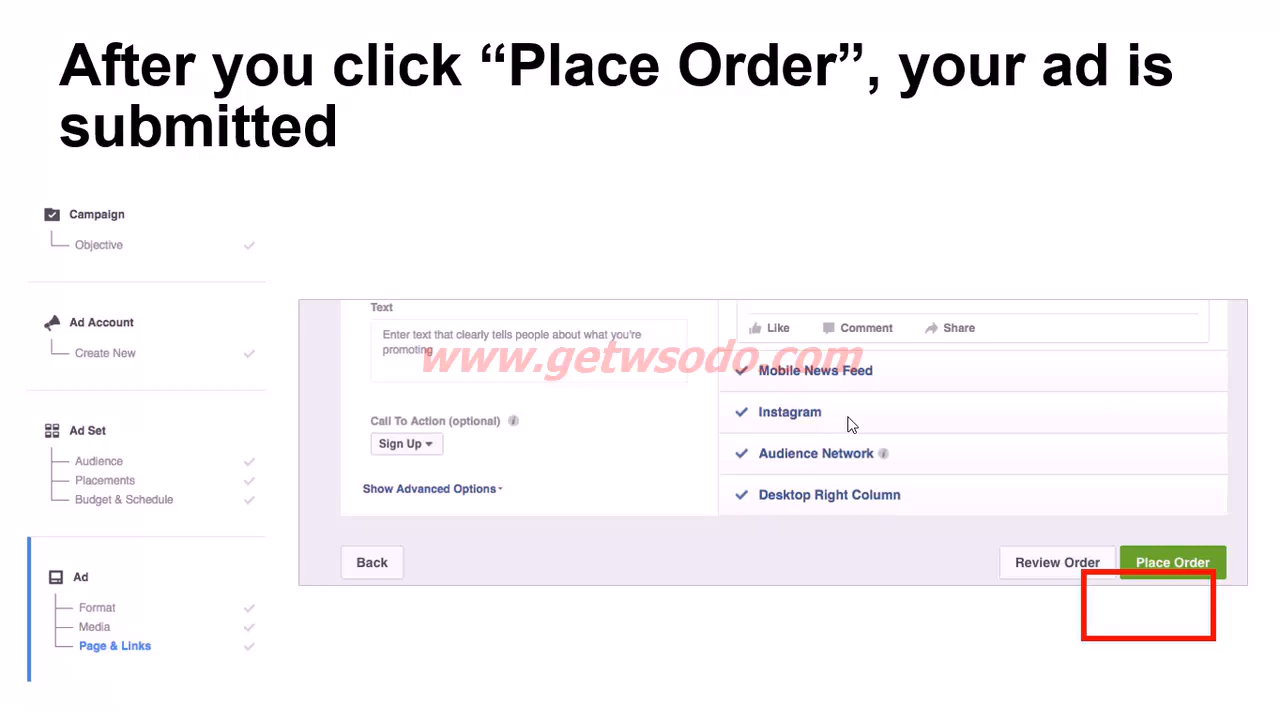 After you click “Place Order”, your ad is
submitted
Campaign
Objective
Ad Account
Create New
Ad Set
Audience
Placements
Budget & Schedule
Ad
Format
Media
Page & Links
Text
Enter text that clearly tells people about what you're
promoting
Call To Action (optional)
Sign Up
Show Advanced Options
Like Comment Share
www.getwsodo.com
Mobile News Feed
Instagram
Audience Network
Desktop Right Column
Back
Review Order
Place Order